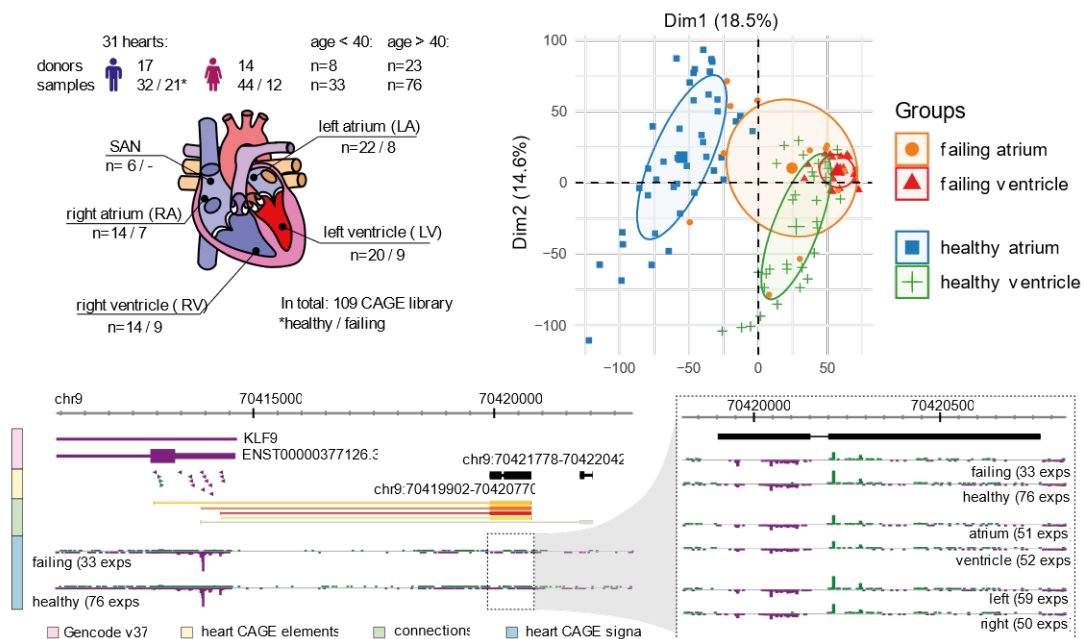 31 hearts:
age < 40: age > 40:
donors 17 14 n=8 n=23
samples 32 / 21* 44 / 12 n=33 n=76
left atrium (LA)
n=22 / 8
SAN
n= 6 / -
right atrium (RA)
n=14 / 7
left ventricle ( LV)
n=20 / 9
right ventricle ( RV)
n=14 / 9
In total: 109 CAGE library
*healthy / failing
Dim1 (18.5%)
Dim2 (14.6%)
100
50
0
−50
−100
−100 −50 0 50
Groups
failing atrium
failing ventricle
healthy atrium
healthy ventricle
chr9 70415000 70420000
KLF9
ENST00000377126.3
chr9:70421778-70422042
chr9:70419902-70420770
failing (33 exps
healthy (76 exps
70420000 70420500
failing (33 exps
healthy (76 exps
atrium (51 exps
ventricle (52 exps
left (59 exps
right (50 exps
Gencode v37 heart CAGE elements connections heart CAGE signa